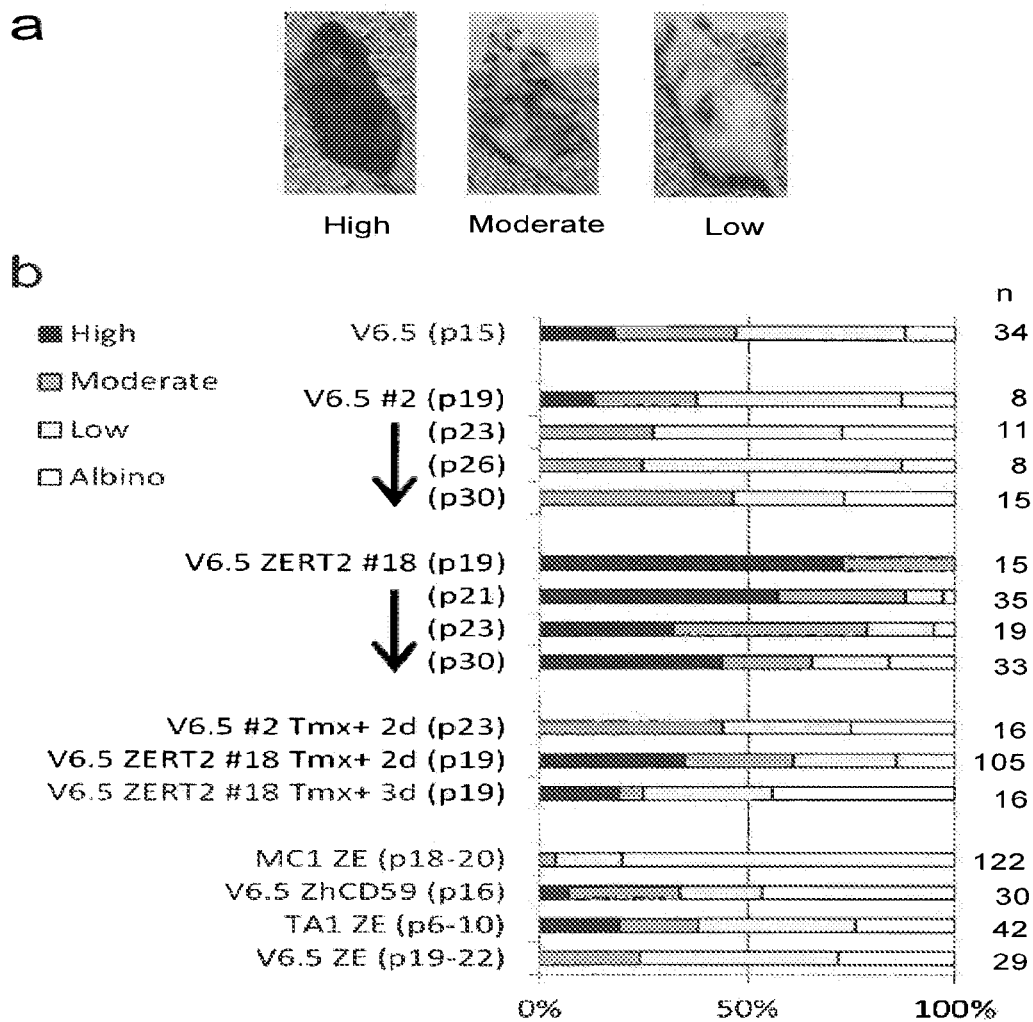 a
High Moderate Low
b
n
High
Moderate
Low
Albino
V6.5 (p15) 34
V6.5 #2 (p19) 8
(p23) 11
(p26) 8
(p30) 15
V6.5 ZERT2 #18 (p19) 15
(p21) 35
(p23) 19
(p30) 33
V6.5 #2 Tmx+ 2d (p23) 16
V6.5 ZERT2 #18 Tmx+ 2d (p19) 105
V6.5 ZERT2 #18 Tmx+ 3d (p19) 16
MC1 ZE (p18-20) 122
V6.5 ZhCD59 (p16) 30
TA1 ZE (p6-10) 42
V6.5 ZE (p19-22) 29
0% 50% 100%